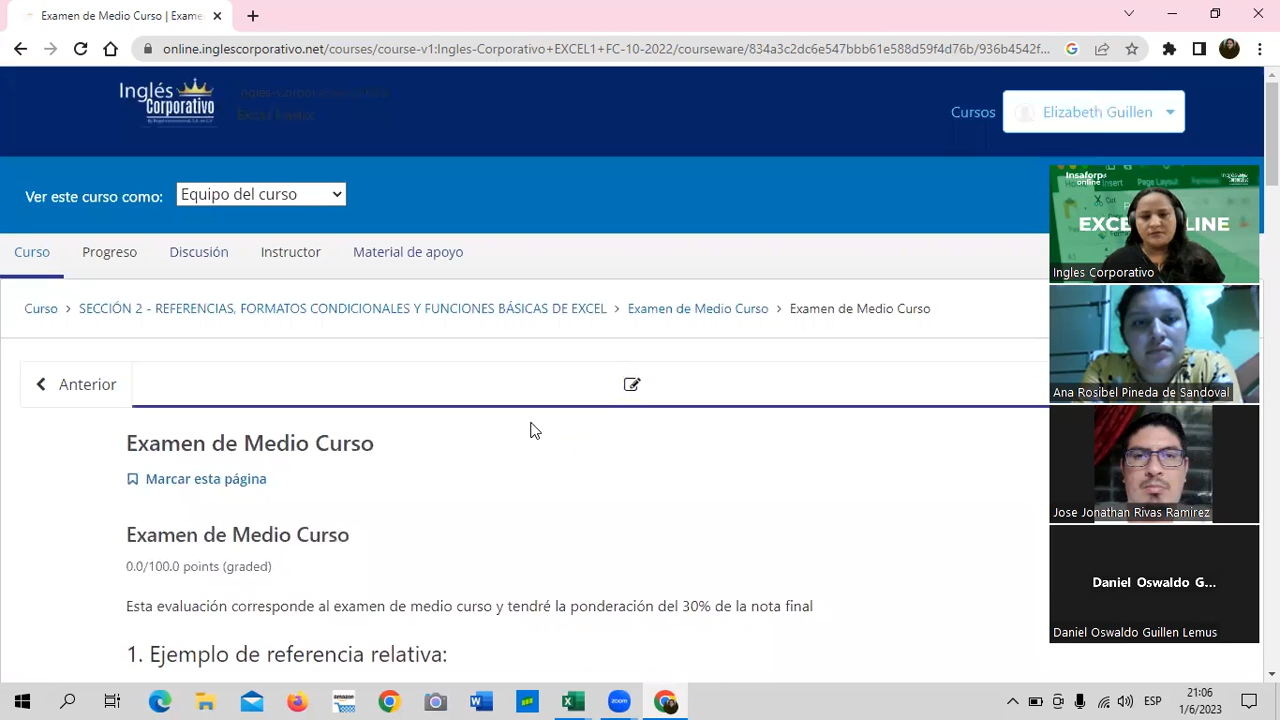 Examen de Medio Curso | Exame
online.inglescorporativo.net/courses/course-v1:Ingles-Corporativo+EXCEL1+FC-10-2022/courseware/834a3c2dc6e547bbb61e588d59f4d76b/936b4542f...
Inglés
Corporativo
Cursos
Elizabeth Guillen
Ver este curso como:
Equipo del curso
Insaforp
online
Insert
Page Layout
Ingles Corporativo
Curso
Progreso
Discusión
Instructor
Material de apoyo
Curso > SECCIÓN 2 - REFERENCIAS, FORMATOS CONDICIONALES Y FUNCIONES BÁSICAS DE EXCEL > Examen de Medio Curso > Examen de Medio Curso
Anterior
Ana Rosibel Pineda de Sandoval
Examen de Medio Curso
Marcar esta página
Jose Jonathan Rivas Ramirez
Examen de Medio Curso
0.0/100.0 points (graded)
Daniel Oswaldo G...
Esta evaluación corresponde al examen de medio curso y tendré la ponderación del 30% de la nota final
Daniel Oswaldo Guillen Lemus
1. Ejemplo de referencia relativa:
ESP
21:06
1/6/2023